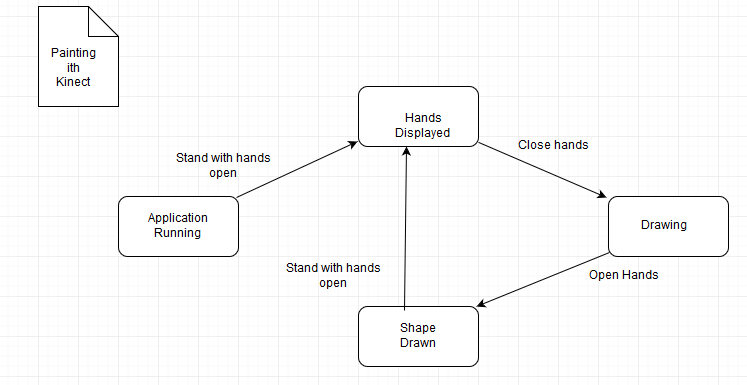 Painting
ith
Kinect
Hands
Displayed
Stand with hands
open
Close hands
Application
Running
Drawing
Stand with hands
open
Open Hands
Shape
Drawn